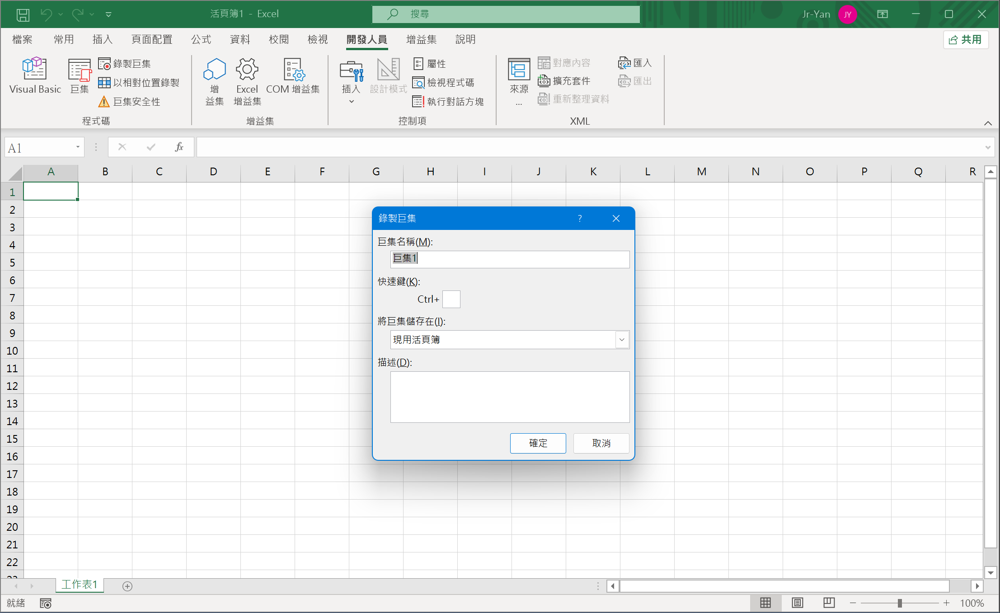 活頁簿1 - Excel
搜尋
Jr-Yan
JY
檔案 常用 插入 頁面配置 公式 資料 校閱 檢視 開發人員 增益集 說明
共用
Visual Basic
巨集
錄製巨集
以相對位置錄製
巨集安全性
程式碼
增
益集
Excel
增益集
COM 增益集
增益集
插入
設計模式
屬性
檢視程式碼
執行對話方塊
控制項
來源
...
對應內容
擴充套件
重新整理資料
匯入
匯出
XML
A1
fx
A B C D E F G H I J K L M N O P Q R
1
2
3
4
5
6
7
8
9
10
11
12
13
14
15
16
17
18
19
20
21
22
23
錄製巨集 ?
巨集名稱(M):
巨集1
快速鍵(K):
Ctrl+
將巨集儲存在(I):
現用活頁簿
描述(D):
確定 取消
工作表1
就緒
100%